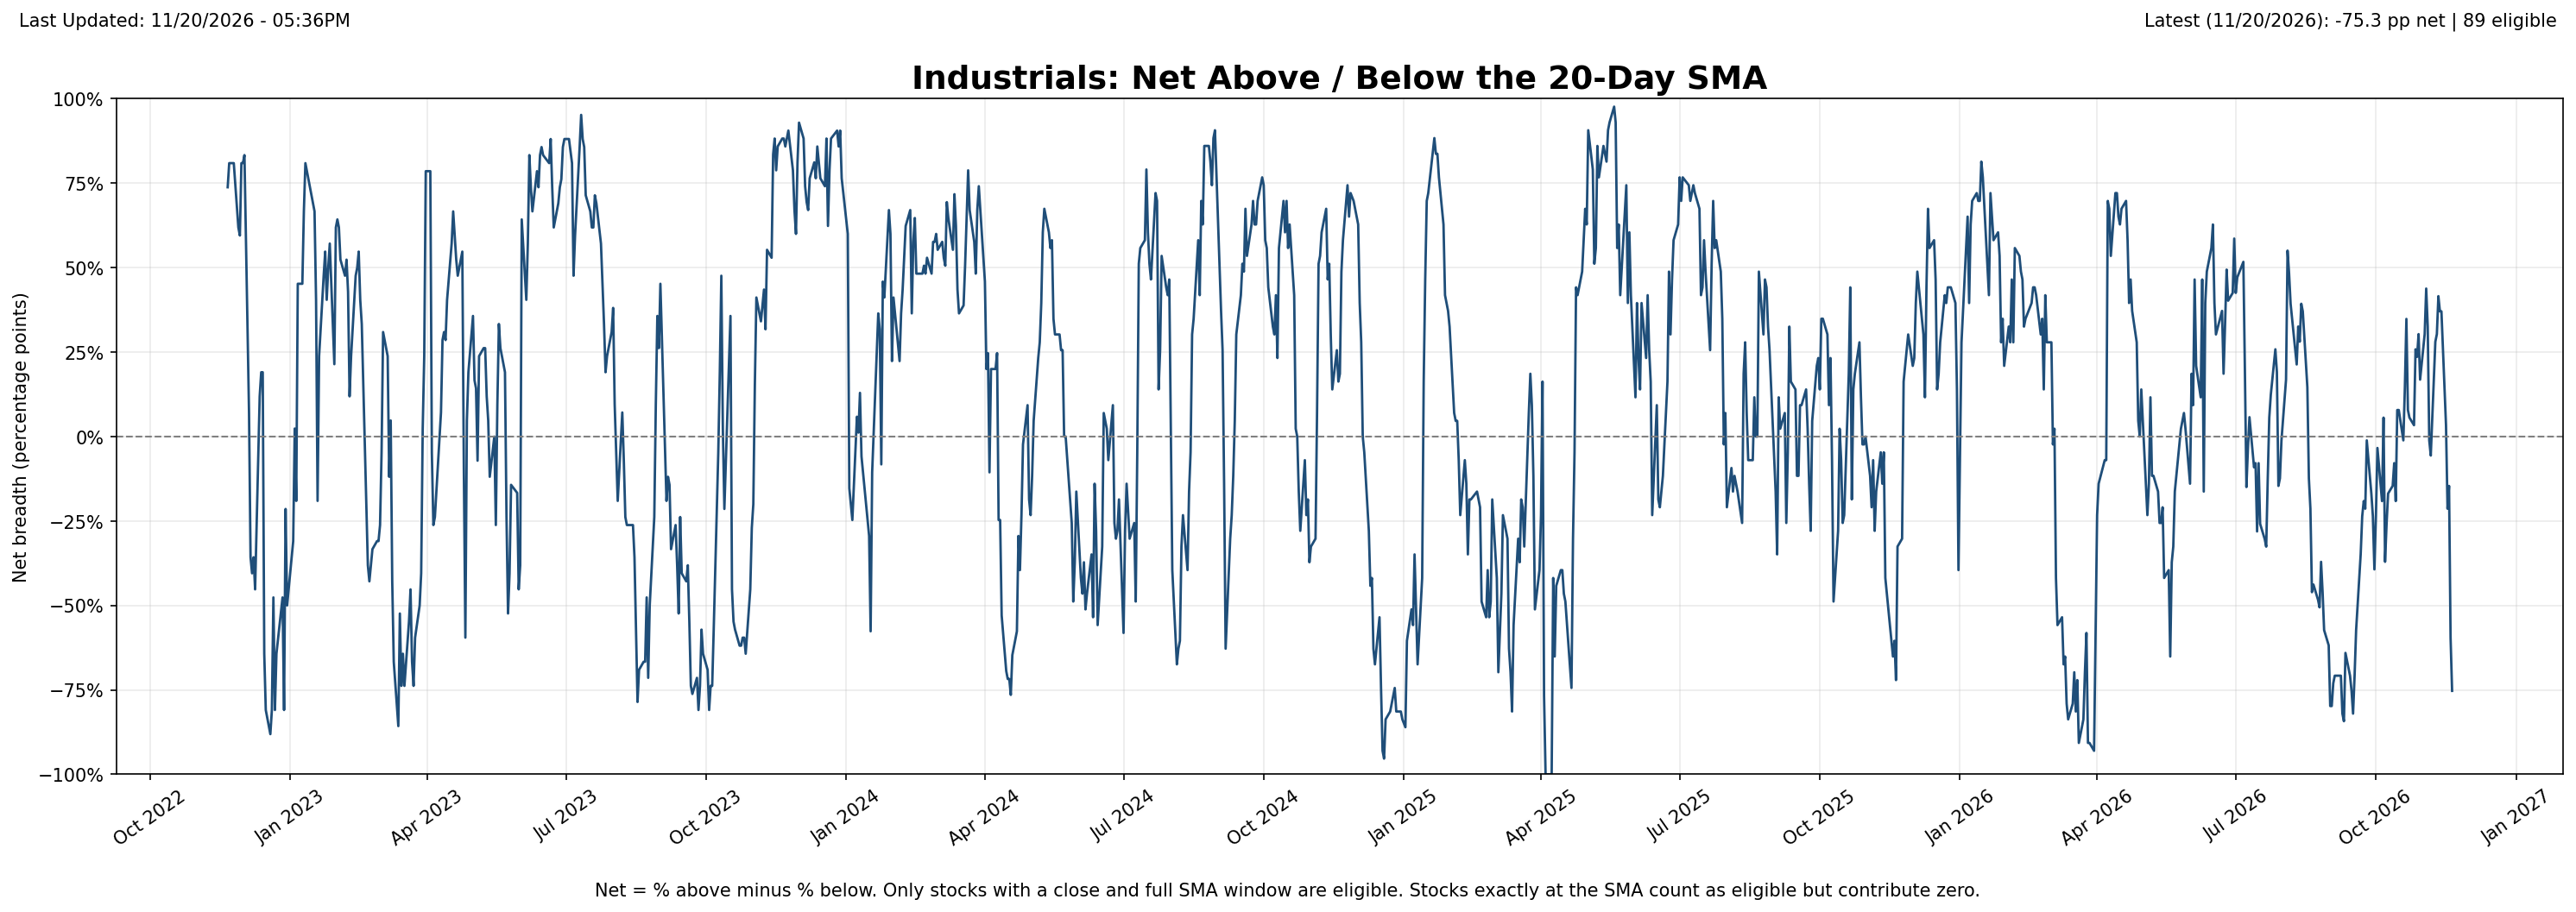 Last Updated: 11/20/2026 - 05:36PM
Latest (11/20/2026): -75.3 pp net | 89 eligible
Industrials: Net Above / Below the 20-Day SMA
Net breadth (percentage points)
100%
75%
50%
25%
0%
−25%
−50%
−75%
−100%
Oct 2022
Jan 2023
Apr 2023
Jul 2023
Oct 2023
Jan 2024
Apr 2024
Jul 2024
Oct 2024
Jan 2025
Apr 2025
Jul 2025
Oct 2025
Jan 2026
Apr 2026
Jul 2026
Oct 2026
Jan 2027
Net = % above minus % below. Only stocks with a close and full SMA window are eligible. Stocks exactly at the SMA count as eligible but contribute zero.